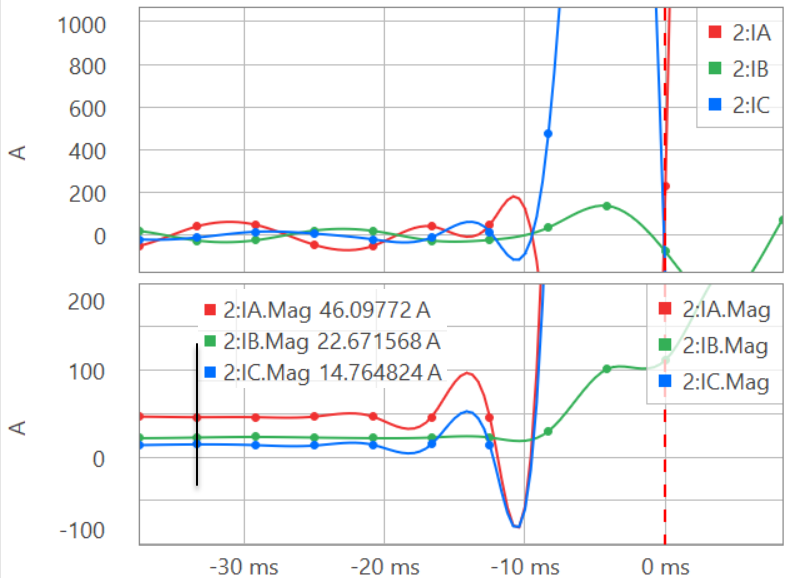 1000
800
600
400
200
0
A
2:IA
2:IB
2:IC
200
100
0
-100
A
2:IA.Mag 46.09772 A
2:IB.Mag 22.671568 A
2:IC.Mag 14.764824 A
2:IA.Mag
2:IB.Mag
2:IC.Mag
-30 ms
-20 ms
-10 ms
0 ms